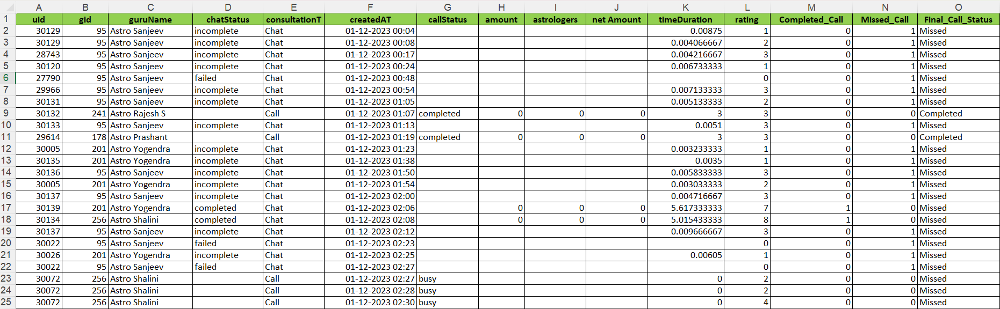 A B C D E F G H I J K L M N O
1 uid gid guruName chatStatus consultationT createdAT callStatus amount astrologers net Amount timeDuration rating Completed_Call Missed_Call Final_Call_Status
2 30129 95 Astro Sanjeev incomplete Chat 01-12-2023 00:04 0.00875 1 0 1 Missed
3 30129 95 Astro Sanjeev incomplete Chat 01-12-2023 00:08 0.004066667 2 0 1 Missed
4 28743 95 Astro Sanjeev incomplete Chat 01-12-2023 00:17 0.004216667 3 0 1 Missed
5 30120 95 Astro Sanjeev incomplete Chat 01-12-2023 00:24 0.006733333 1 0 1 Missed
6 27790 95 Astro Sanjeev failed Chat 01-12-2023 00:48 0 0 1 Missed
7 29966 95 Astro Sanjeev incomplete Chat 01-12-2023 00:54 0.007133333 3 0 1 Missed
8 30131 95 Astro Sanjeev incomplete Chat 01-12-2023 01:05 0.005133333 2 0 1 Missed
9 30132 241 Astro Rajesh S Call 01-12-2023 01:07 completed 0 0 0 3 3 0 0 Completed
10 30133 95 Astro Sanjeev incomplete Chat 01-12-2023 01:13 0.0051 3 0 1 Missed
11 29614 178 Astro Prashant Call 01-12-2023 01:19 completed 0 0 0 3 3 0 0 Completed
12 30005 201 Astro Yogendra incomplete Chat 01-12-2023 01:23 0.003233333 1 0 1 Missed
13 30135 201 Astro Yogendra incomplete Chat 01-12-2023 01:38 0.0035 1 0 1 Missed
14 30136 95 Astro Sanjeev incomplete Chat 01-12-2023 01:50 0.005833333 3 0 1 Missed
15 30005 201 Astro Yogendra incomplete Chat 01-12-2023 01:54 0.003033333 2 0 1 Missed
16 30137 95 Astro Sanjeev incomplete Chat 01-12-2023 02:00 0.004716667 3 0 1 Missed
17 30139 201 Astro Yogendra completed Chat 01-12-2023 02:06 0 0 0 5.617333333 7 1 0 Missed
18 30134 256 Astro Shalini completed Chat 01-12-2023 02:08 0 0 0 5.015433333 8 1 0 Missed
19 30137 95 Astro Sanjeev incomplete Chat 01-12-2023 02:12 0.009666667 3 0 1 Missed
20 30022 95 Astro Sanjeev failed Chat 01-12-2023 02:23 0 0 1 Missed
21 30026 201 Astro Yogendra incomplete Chat 01-12-2023 02:25 0.00605 1 0 1 Missed
22 30022 95 Astro Sanjeev failed Chat 01-12-2023 02:27 0 0 1 Missed
23 30072 256 Astro Shalini Call 01-12-2023 02:27 busy 0 2 0 0 Missed
24 30072 256 Astro Shalini Call 01-12-2023 02:28 busy 0 2 0 0 Missed
25 30072 256 Astro Shalini Call 01-12-2023 02:30 busy 0 4 0 0 Missed